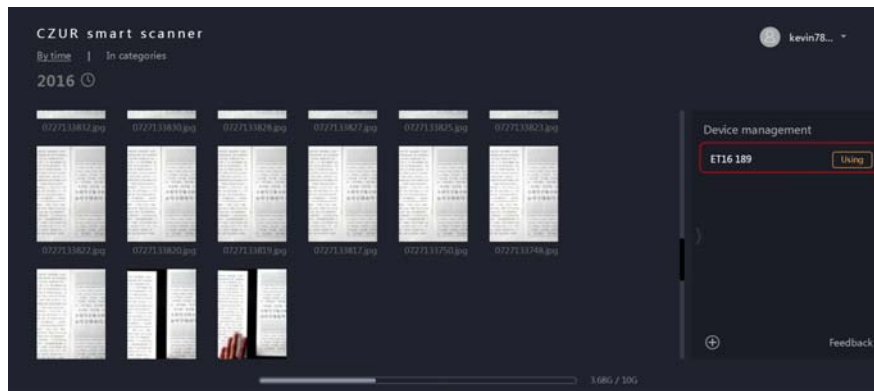 CZUR smart scanner
kevin78...
By time | In categories
2016
0727133812.jpg 0727133830.jpg 0727133828.jpg 0727133827.jpg 0727133825.jpg 0727133823.jpg
Device management
ET16 189 Using
0727133822.jpg 0727133820.jpg 0727133819.jpg 0727133817.jpg 0727133750.jpg 0727133748.jpg
Feedback
3.68G / 10G